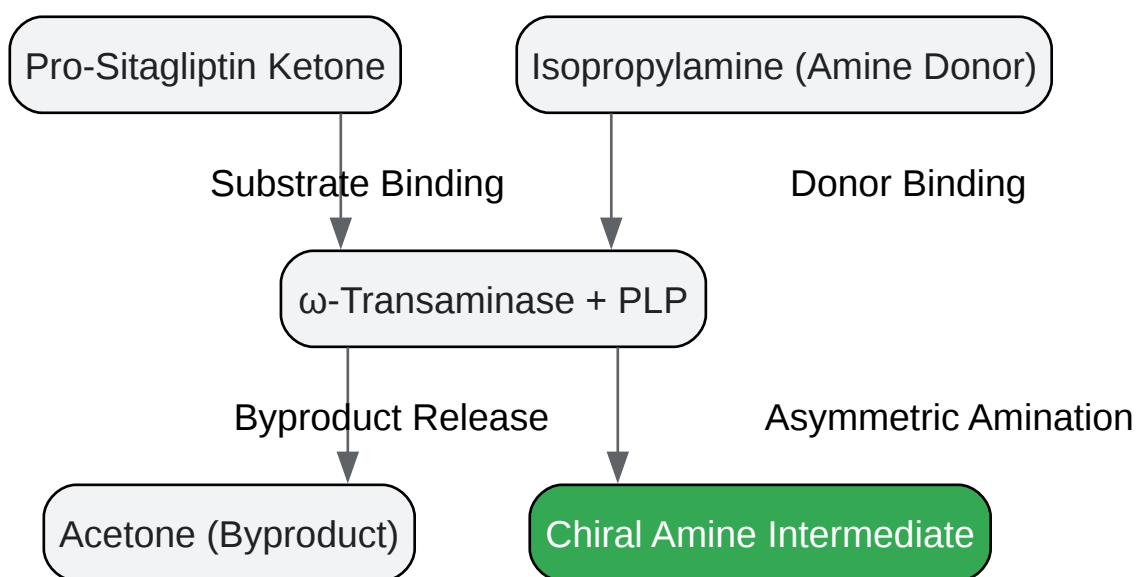 Pro-Sitagliptin Ketone
Isopropylamine (Amine Donor)
Substrate Binding
Donor Binding
ω-Transaminase + PLP
Byproduct Release
Asymmetric Amination
Acetone (Byproduct)
Chiral Amine Intermediate